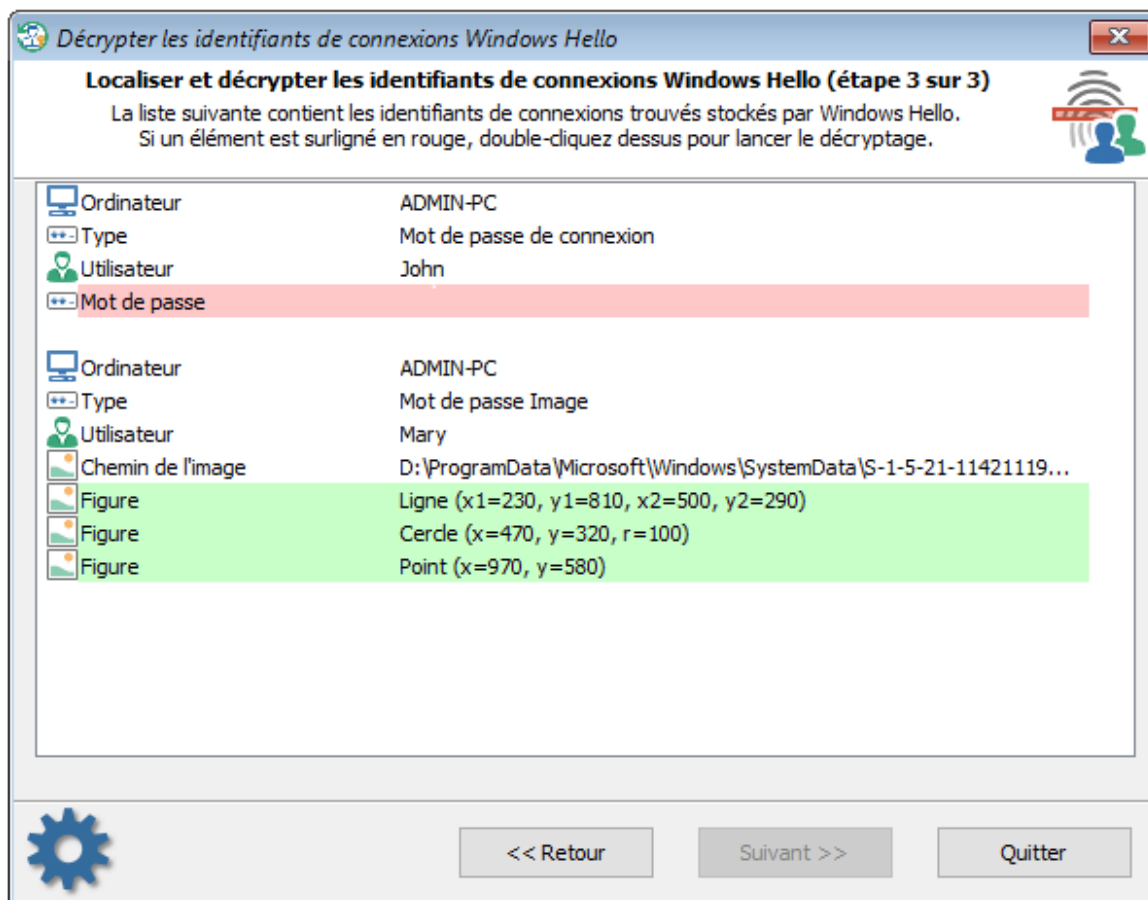 Décrypter les identifiants de connexions Windows Hello
Localiser et décrypter les identifiants de connexions Windows Hello (étape 3 sur 3)
La liste suivante contient les identifiants de connexions trouvés stockés par Windows Hello.
Si un élément est surligné en rouge, double-cliquez dessus pour lancer le décryptage.
Ordinateur ADMIN-PC
Type Mot de passe de connexion
Utilisateur John
Mot de passe
Ordinateur ADMIN-PC
Type Mot de passe Image
Utilisateur Mary
Chemin de l'image D:\ProgramData\Microsoft\Windows\SystemData\S-1-5-21-11421119...
Figure Ligne (x1=230, y1=810, x2=500, y2=290)
Figure Cercle (x=470, y=320, r=100)
Figure Point (x=970, y=580)
<< Retour Suivant >> Quitter